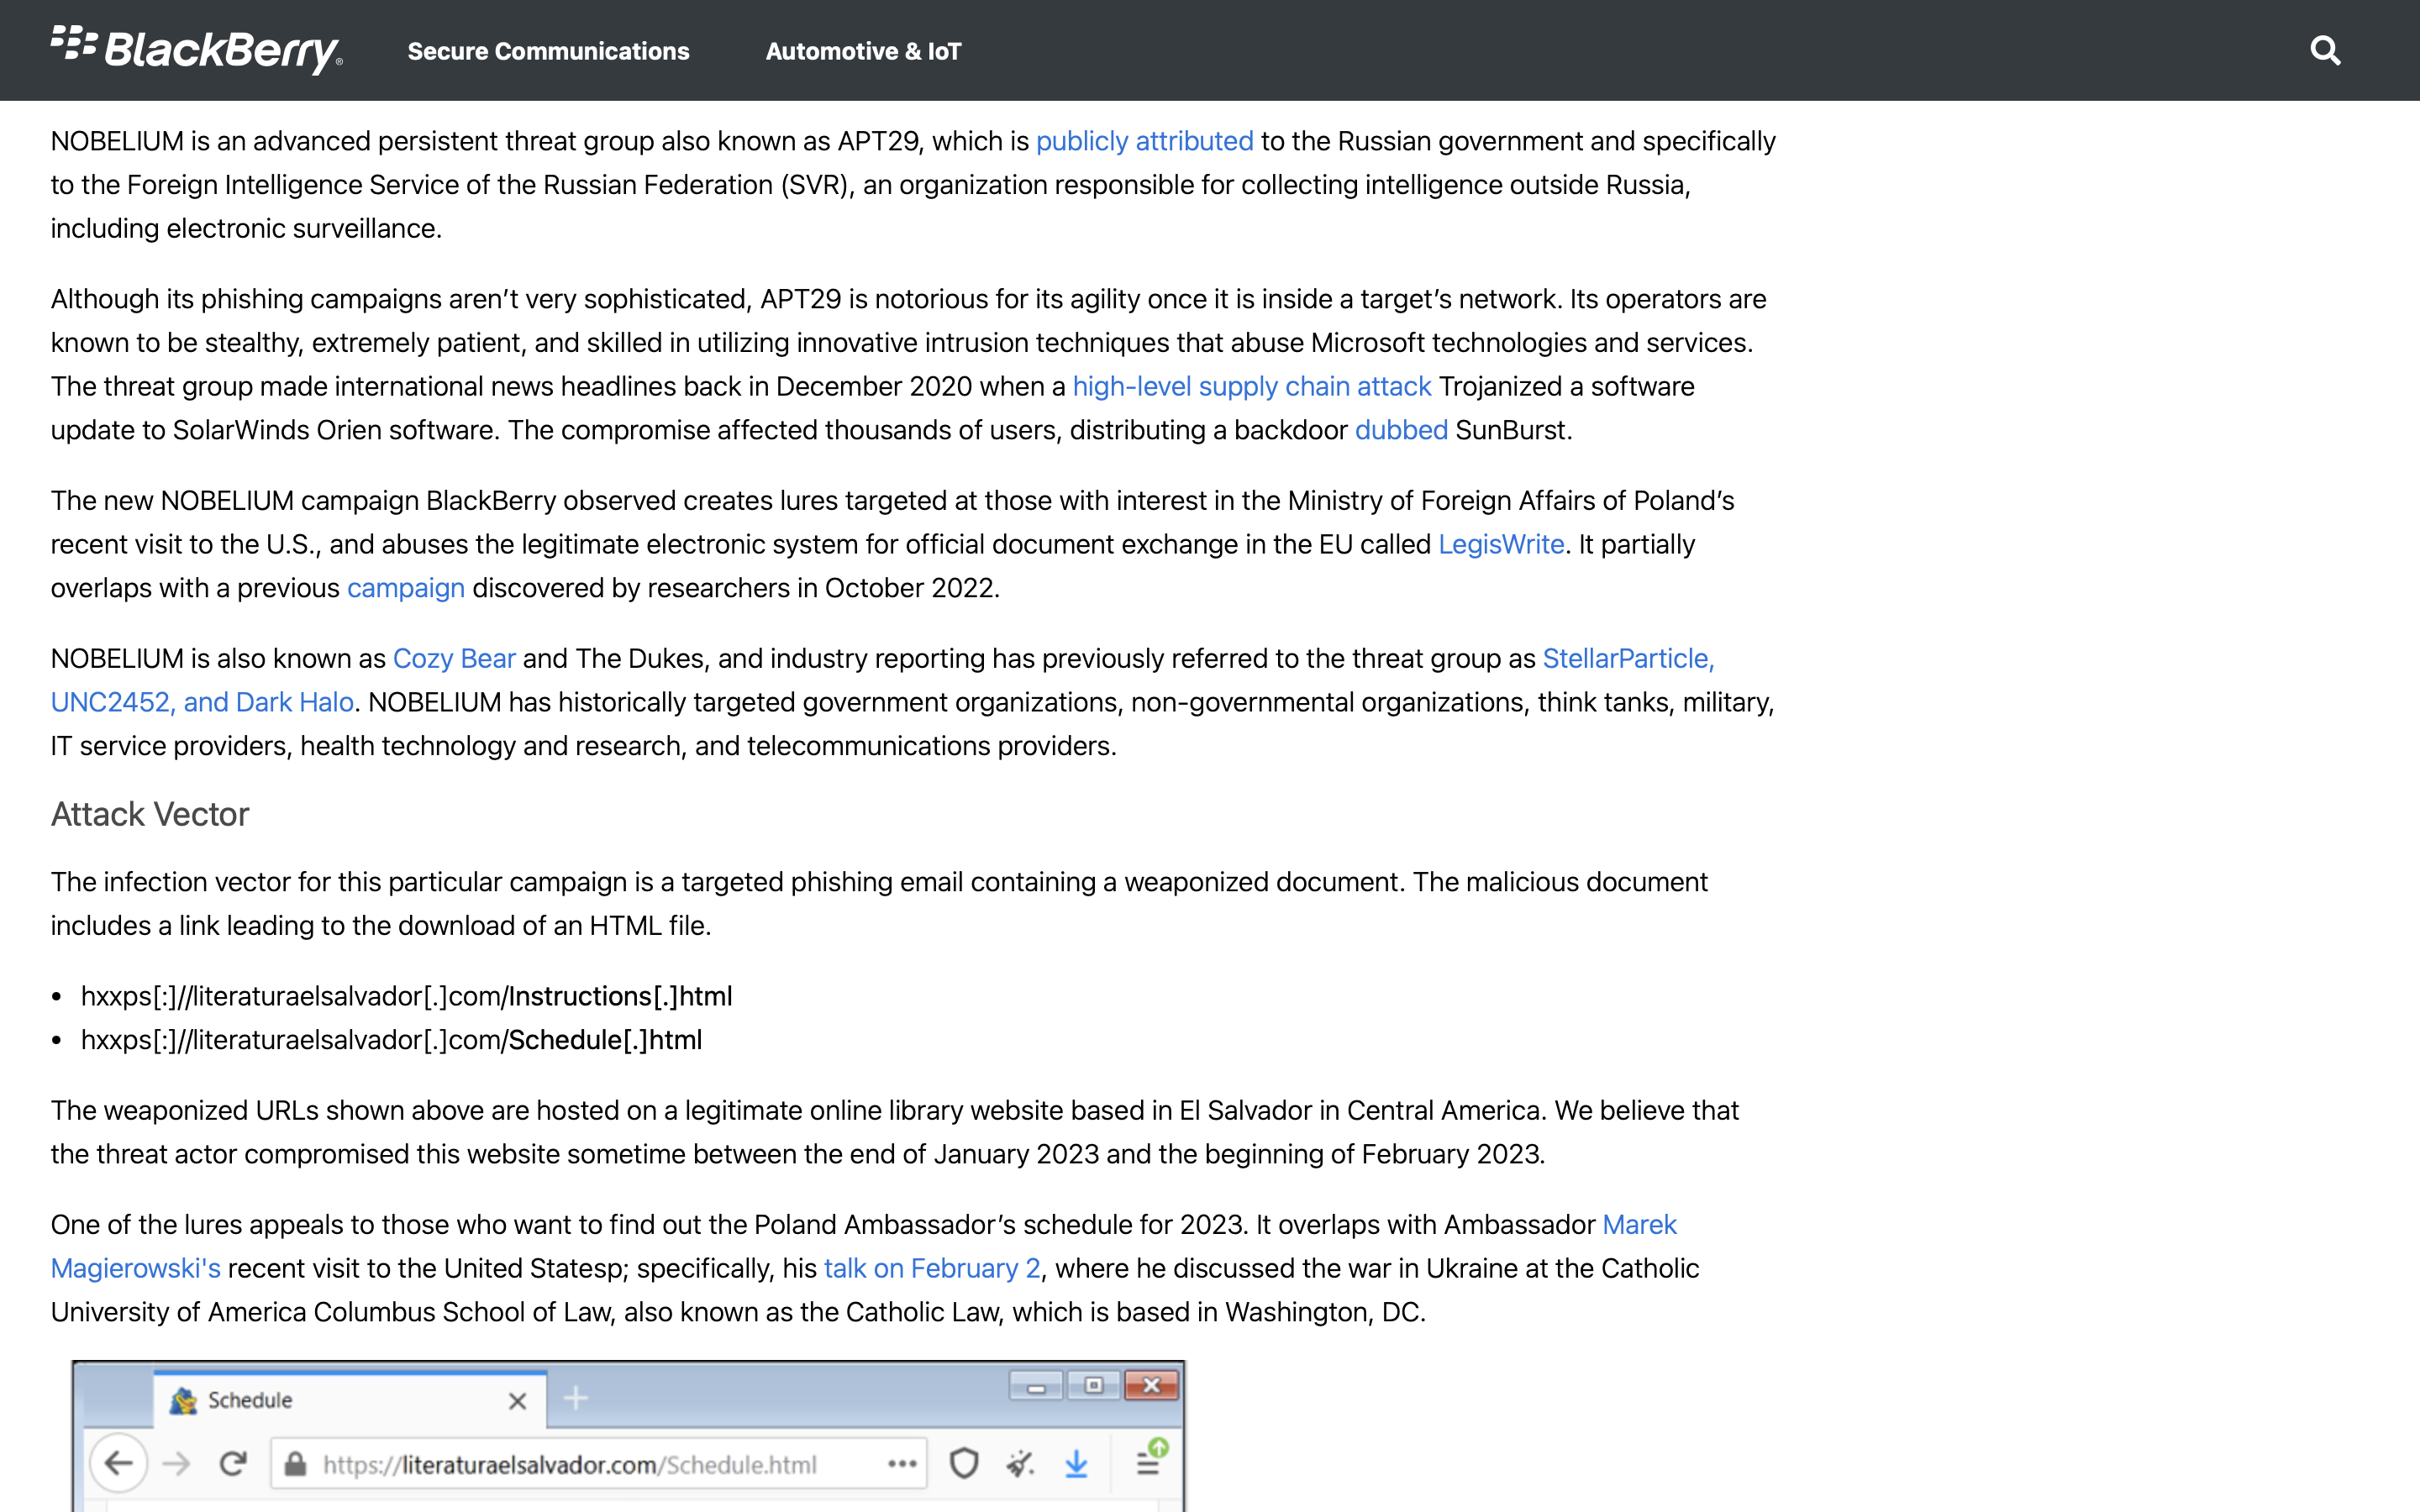 BlackBerry®
Secure Communications
Automotive & IoT
NOBELIUM is an advanced persistent threat group also known as APT29, which is publicly attributed to the Russian government and specifically
to the Foreign Intelligence Service of the Russian Federation (SVR), an organization responsible for collecting intelligence outside Russia,
including electronic surveillance.
Although its phishing campaigns aren’t very sophisticated, APT29 is notorious for its agility once it is inside a target’s network. Its operators are
known to be stealthy, extremely patient, and skilled in utilizing innovative intrusion techniques that abuse Microsoft technologies and services.
The threat group made international news headlines back in December 2020 when a high-level supply chain attack Trojanized a software
update to SolarWinds Orien software. The compromise affected thousands of users, distributing a backdoor dubbed SunBurst.
The new NOBELIUM campaign BlackBerry observed creates lures targeted at those with interest in the Ministry of Foreign Affairs of Poland’s
recent visit to the U.S., and abuses the legitimate electronic system for official document exchange in the EU called LegisWrite. It partially
overlaps with a previous campaign discovered by researchers in October 2022.
NOBELIUM is also known as Cozy Bear and The Dukes, and industry reporting has previously referred to the threat group as StellarParticle,
UNC2452, and Dark Halo. NOBELIUM has historically targeted government organizations, non-governmental organizations, think tanks, military,
IT service providers, health technology and research, and telecommunications providers.
Attack Vector
The infection vector for this particular campaign is a targeted phishing email containing a weaponized document. The malicious document
includes a link leading to the download of an HTML file.
• hxxps[:]//literaturaelsalvador[.]com/Instructions[.]html
• hxxps[:]//literaturaelsalvador[.]com/Schedule[.]html
The weaponized URLs shown above are hosted on a legitimate online library website based in El Salvador in Central America. We believe that
the threat actor compromised this website sometime between the end of January 2023 and the beginning of February 2023.
One of the lures appeals to those who want to find out the Poland Ambassador’s schedule for 2023. It overlaps with Ambassador Marek
Magierowski's recent visit to the United Statesp; specifically, his talk on February 2, where he discussed the war in Ukraine at the Catholic
University of America Columbus School of Law, also known as the Catholic Law, which is based in Washington, DC.
Schedule
https://literaturaelsalvador.com/Schedule.html